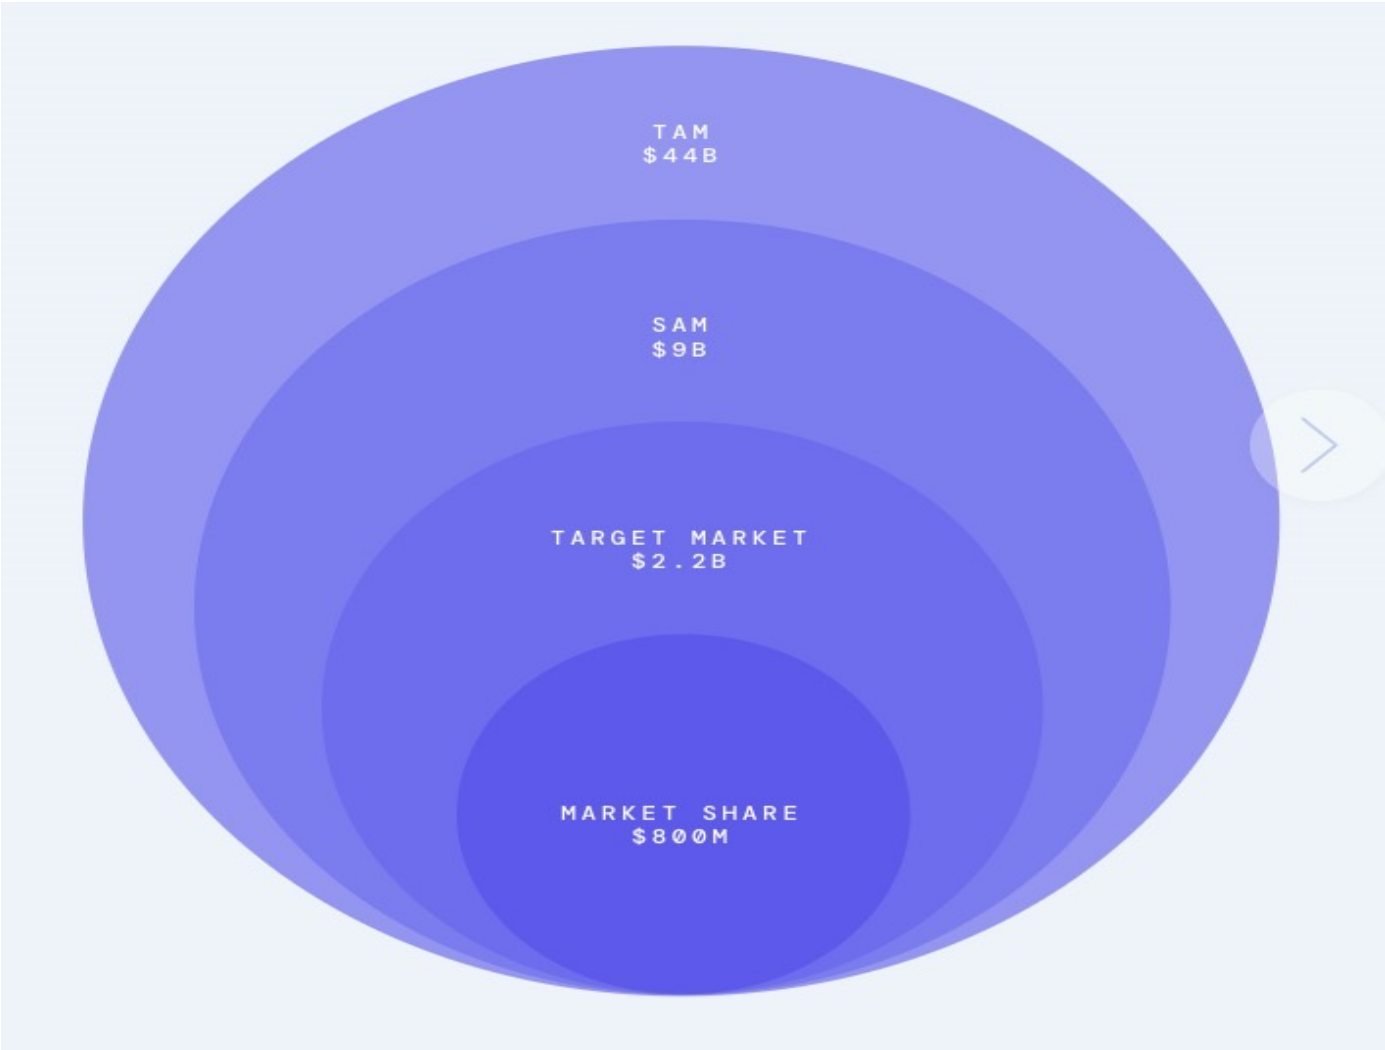 TAM
$44B
SAM
$9B
TARGET MARKET
$2.2B
MARKET SHARE
$800M